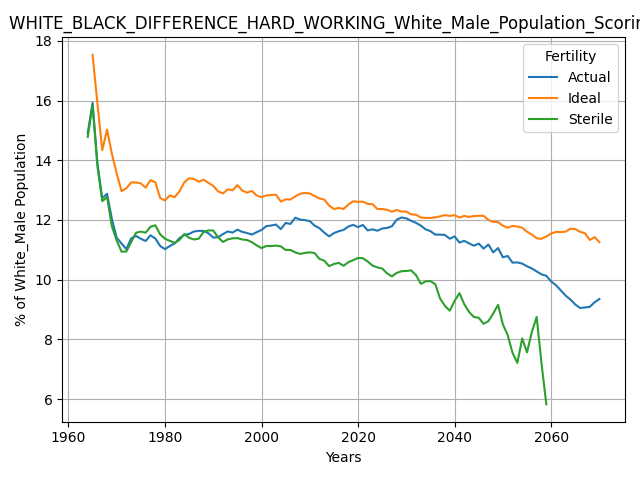 WHITE_BLACK_DIFFERENCE_HARD_WORKING_White_Male_Population_Scorin
18
16
14
12
10
8
6
% of White_Male Population
Fertility
Actual
Ideal
Sterile
1960
1980
2000
2020
2040
2060
Years